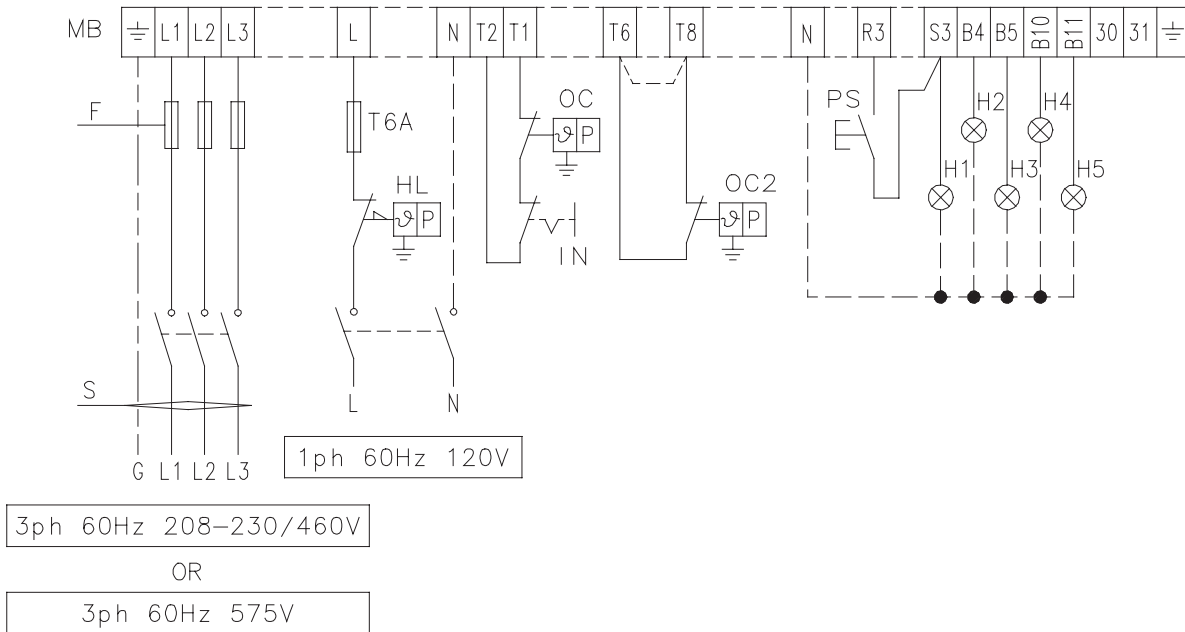 MB ⏚ L1 L2 L3 L N T2 T1 T6 T8 N R3 S3 B4 B5 B10 B11 30 31 ⏚
F
T6A
OC
ϑ P
PS
H2
H4
HL
ϑ P
OC2
ϑ P
H1
H3
H5
IN
S
L
N
G L1 L2 L3
1ph 60Hz 120V
3ph 60Hz 208-230/460V
OR
3ph 60Hz 575V